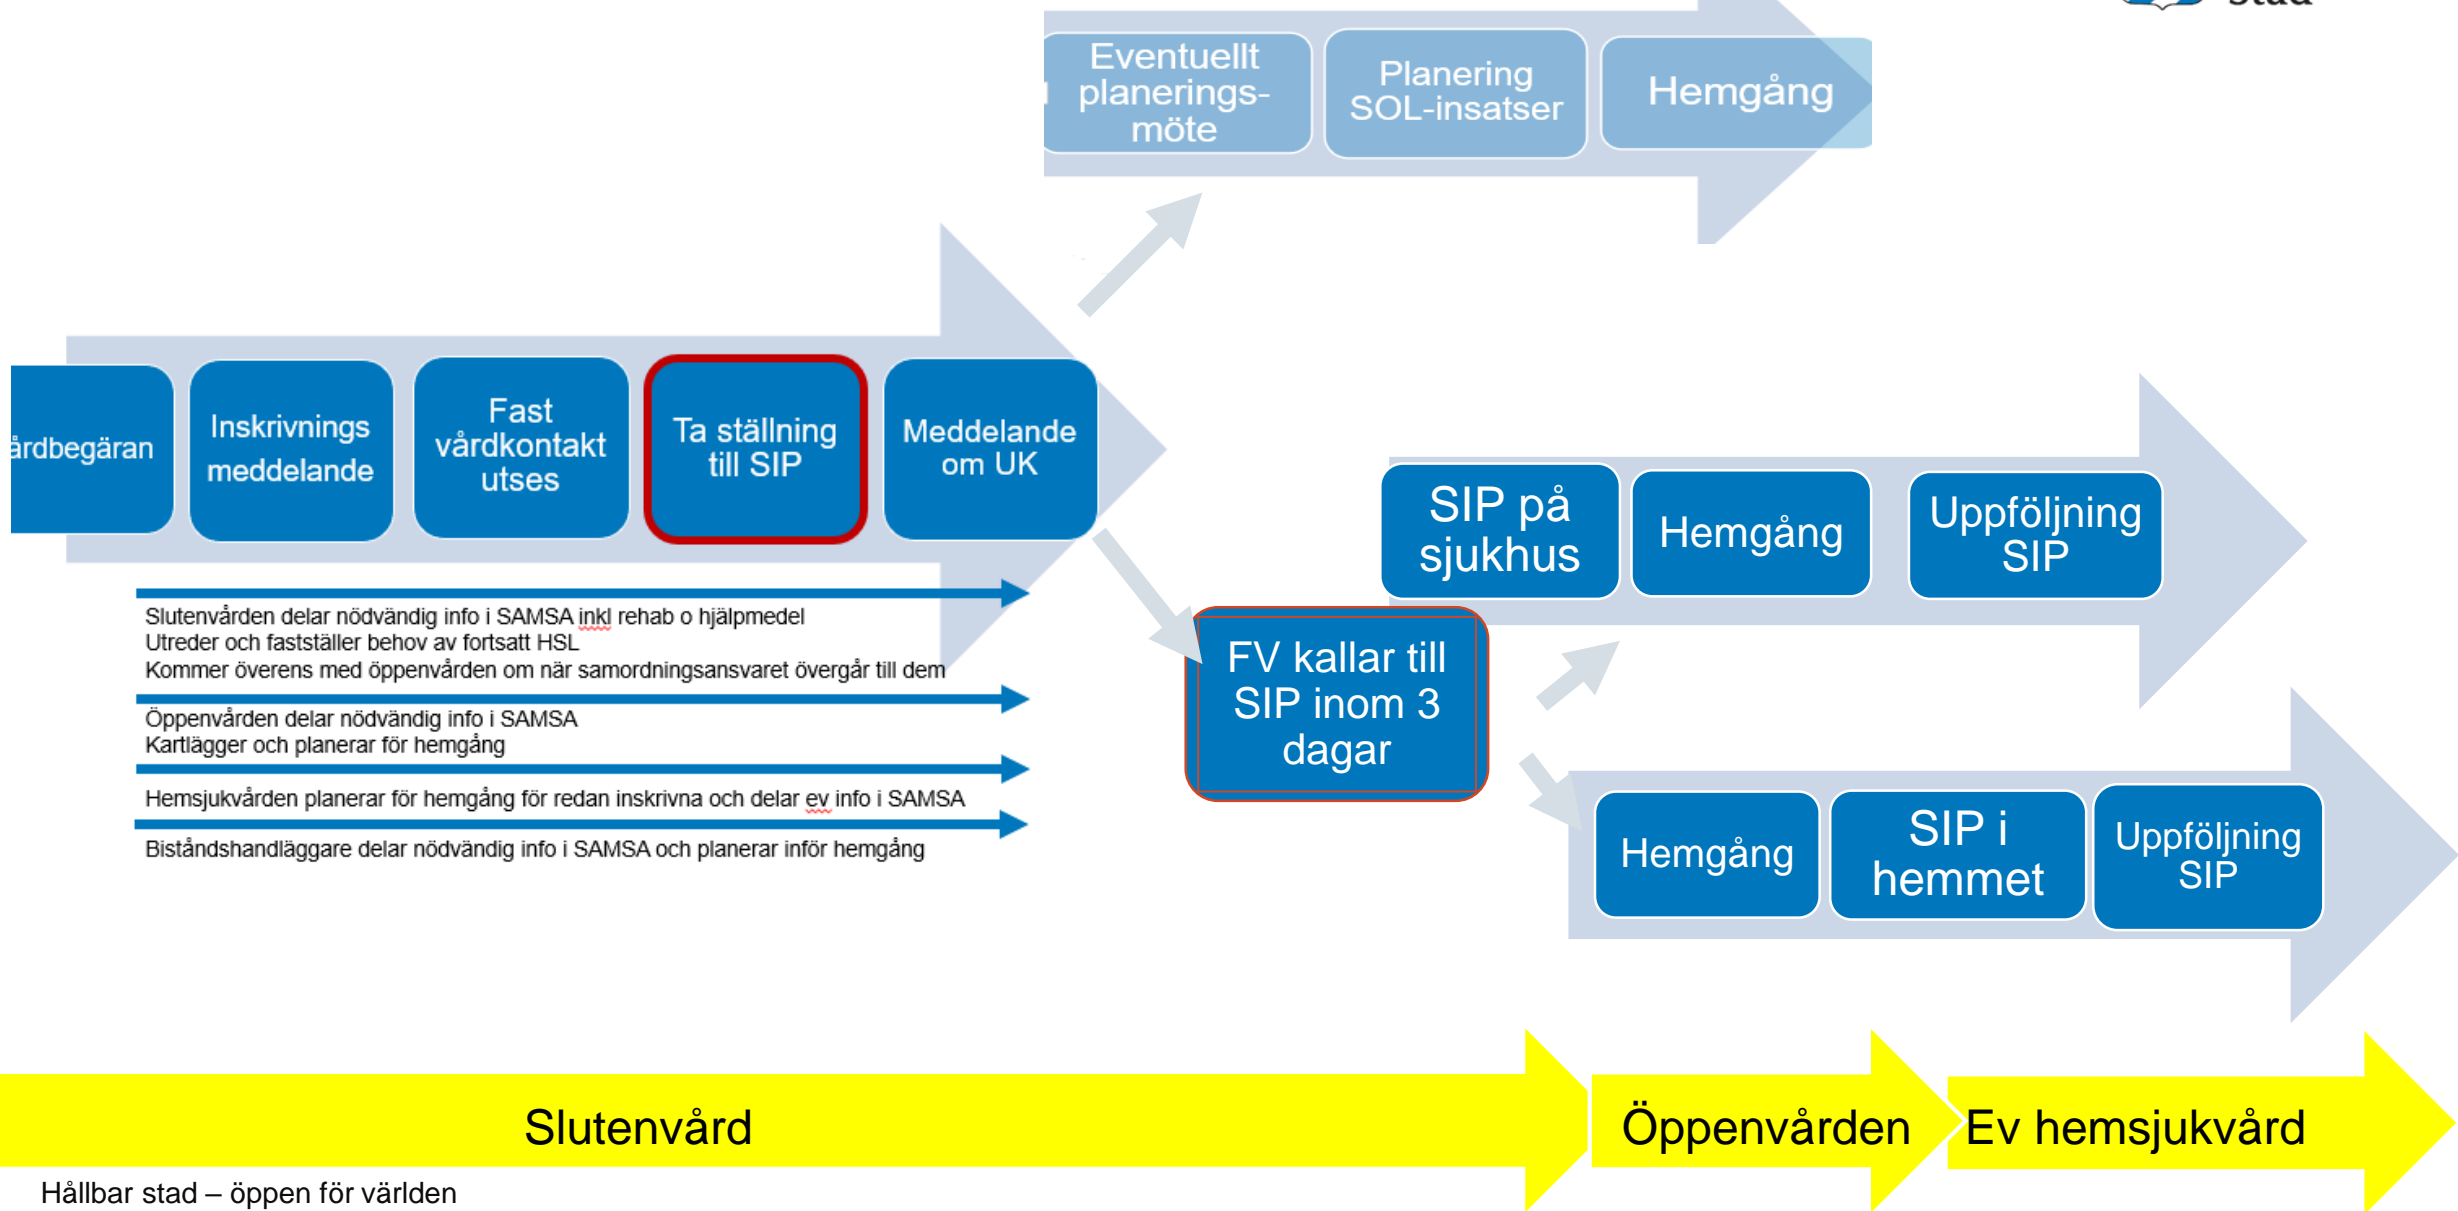 Eventuellt
planerings-
möte
Planering
SOL-insatser
Hemgång
årdbegäran
Inskrivnings
meddelande
Fast
vårdkontakt
utses
Ta ställning
till SIP
Meddelande
om UK
Slutenvården delar nödvändig info i SAMSA inkl rehab o hjälpmedel
Utreder och fastställer behov av fortsatt HSL
Kommer överens med öppenvården om när samordningsansvaret övergår till dem
Öppenvården delar nödvändig info i SAMSA
Kartlägger och planerar för hemgång
Hemsjukvården planerar för hemgång för redan inskrivna och delar ev info i SAMSA
Biståndshandläggare delar nödvändig info i SAMSA och planerar inför hemgång
FV kallar till
SIP inom 3
dagar
SIP på
sjukhus
Hemgång
Uppföljning
SIP
Hemgång
SIP i
hemmet
Uppföljning
SIP
Slutenvård
Öppenvården
Ev hemsjukvård
Hållbar stad – öppen för världen